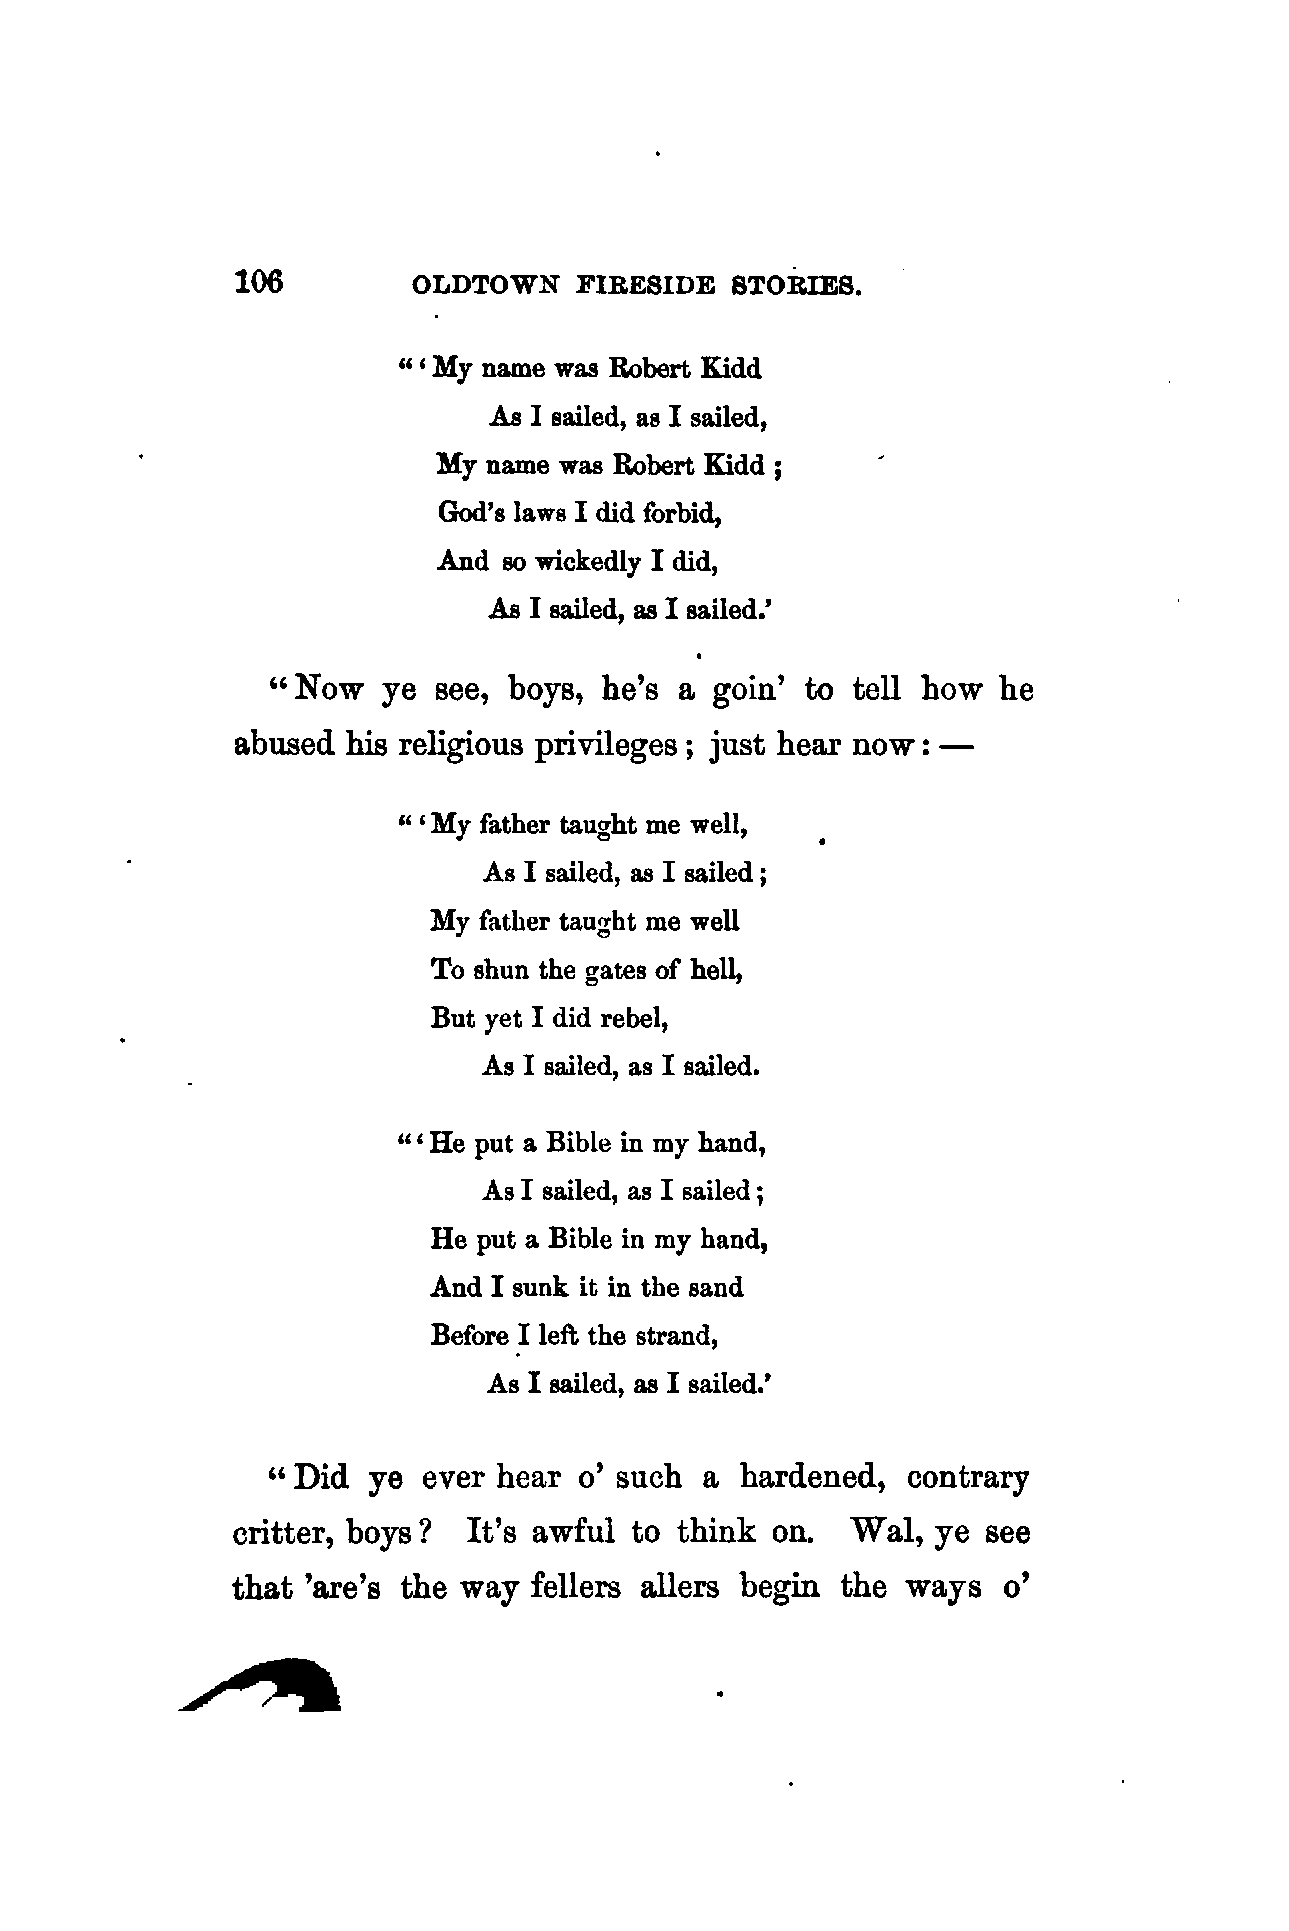 106 OLDTOWN FIRESIDE STORIES.
“‘My name was Robert Kidd
As I sailed, as I sailed,
My name was Robert Kidd ;
God’s laws I did forbid,
And so wickedly I did,
As I sailed, as I sailed.’
“Now ye see, boys, he’s a goin’ to tell how he
abused his religious privileges ; just hear now : —
“‘My father taught me well,
As I sailed, as I sailed ;
My father taught me well
To shun the gates of hell,
But yet I did rebel,
As I sailed, as I sailed.
“‘He put a Bible in my hand,
As I sailed, as I sailed ;
He put a Bible in my hand,
And I sunk it in the sand
Before I left the strand,
As I sailed, as I sailed.’
“Did ye ever hear o’ such a hardened, contrary
critter, boys ? It’s awful to think on. Wal, ye see
that ’are’s the way fellers allers begin the ways o’